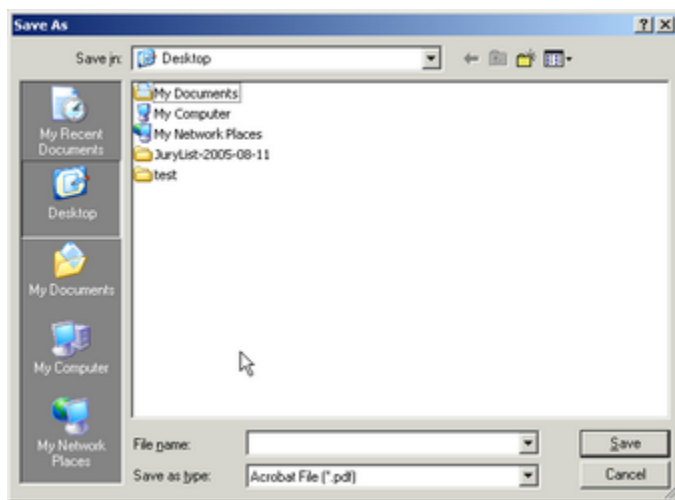 Save As
Save in: Desktop
My Documents
My Computer
My Network Places
JuryList-2005-08-11
test
My Recent
Documents
Desktop
My Documents
My Computer
My Network
Places
File name: Save
Save as type: Acrobat File (*.pdf) Cancel